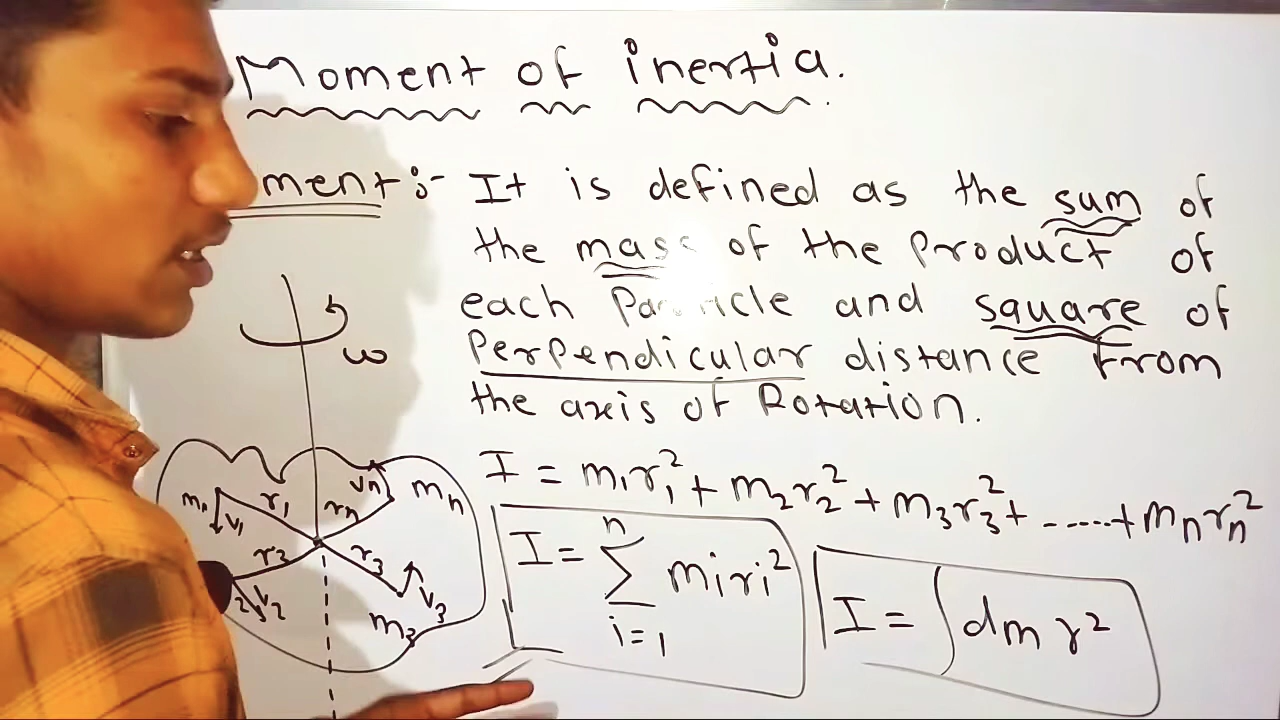 Moment of inertia.
ment :- It is defined as the sum of
the mass of the product of
each Particle and square of
Perpendicular distance from
the axis of Rotation.
ω
I = m₁r₁² + m₂r₂² + m₃r₃² + ......+ mₙrₙ²
I = ∑ⁿᵢ₌₁ mᵢrᵢ²
I = ∫ dm r²
m₁ r₁ rₙ vₙ mₙ
v₁
r₂ r₃
v₂ v₃
m₃